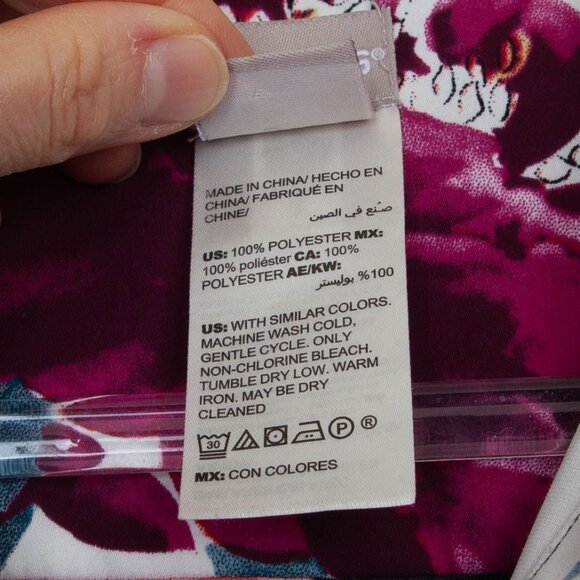 S®
MADE IN CHINA/ HECHO EN
CHINA/ FABRIQUÉ EN
CHINE/ صنع في الصين
US: 100% POLYESTER MX:
100% poliéster CA: 100%
POLYESTER AE/KW:
100% بوليستر
US: WITH SIMILAR COLORS.
MACHINE WASH COLD,
GENTLE CYCLE. ONLY
NON-CHLORINE BLEACH.
TUMBLE DRY LOW. WARM
IRON. MAY BE DRY
CLEANED
30 P ®
MX: CON COLORES